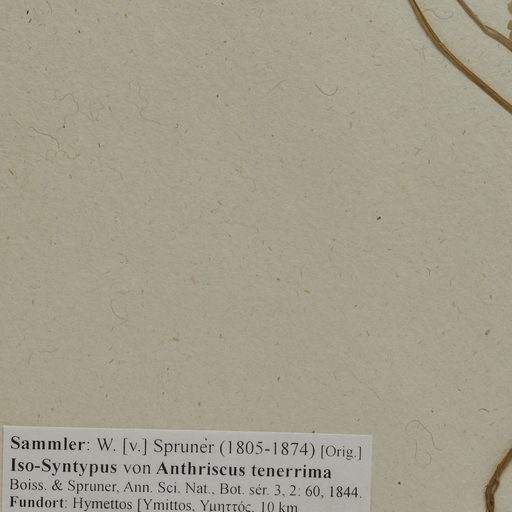 Sammler: W. [v.] Spruner (1805-1874) [Orig.]
Iso-Syntypus von Anthriscus tenerrima
Boiss. & Spruner, Ann. Sci. Nat., Bot. sér. 3, 2: 60, 1844.
Fundort: Hymettos [Ymittos, Υμηττός, 10 km